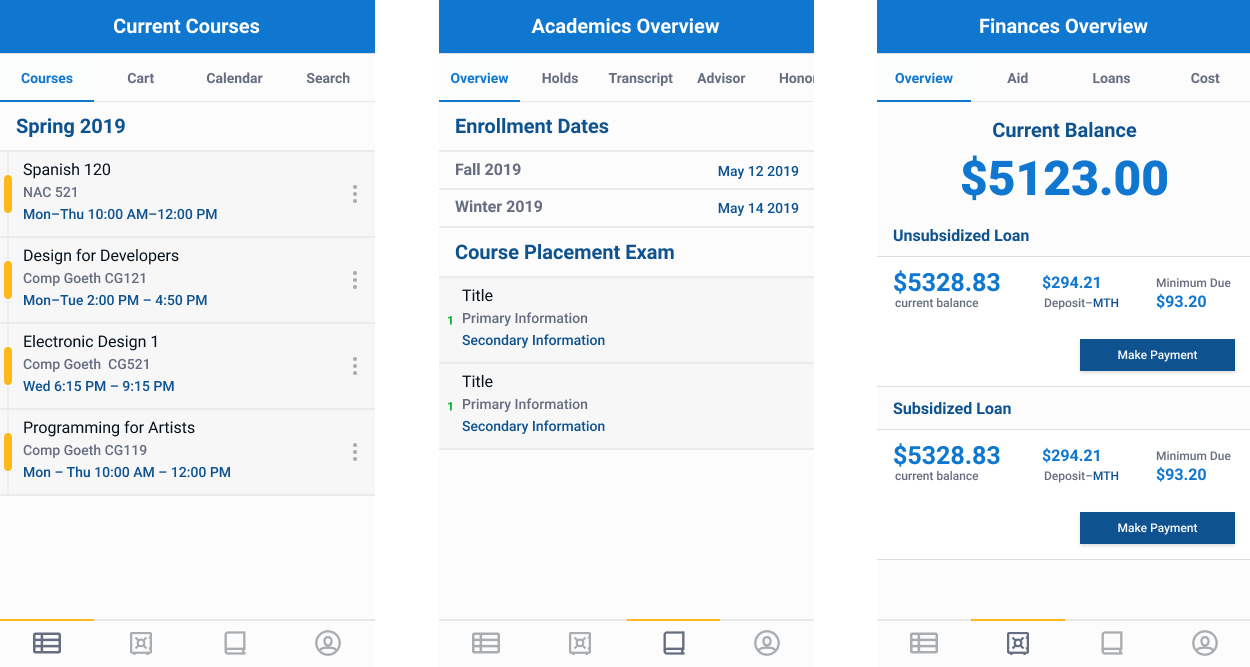 Current Courses
Courses Cart Calendar Search
Spring 2019
Spanish 120
NAC 521
Mon–Thu 10:00 AM–12:00 PM
Design for Developers
Comp Goeth CG121
Mon–Tue 2:00 PM – 4:50 PM
Electronic Design 1
Comp Goeth  CG521
Wed 6:15 PM – 9:15 PM
Programming for Artists
Comp Goeth CG119
Mon – Thu 10:00 AM – 12:00 PM
Academics Overview
Overview Holds Transcript Advisor Honor
Enrollment Dates
Fall 2019 May 12 2019
Winter 2019 May 14 2019
Course Placement Exam
Title
1 Primary Information
Secondary Information
Title
1 Primary Information
Secondary Information
Finances Overview
Overview Aid Loans Cost
Current Balance
$5123.00
Unsubsidized Loan
$5328.83 $294.21 Minimum Due
current balance Deposit–MTH $93.20
Make Payment
Subsidized Loan
$5328.83 $294.21 Minimum Due
current balance Deposit–MTH $93.20
Make Payment